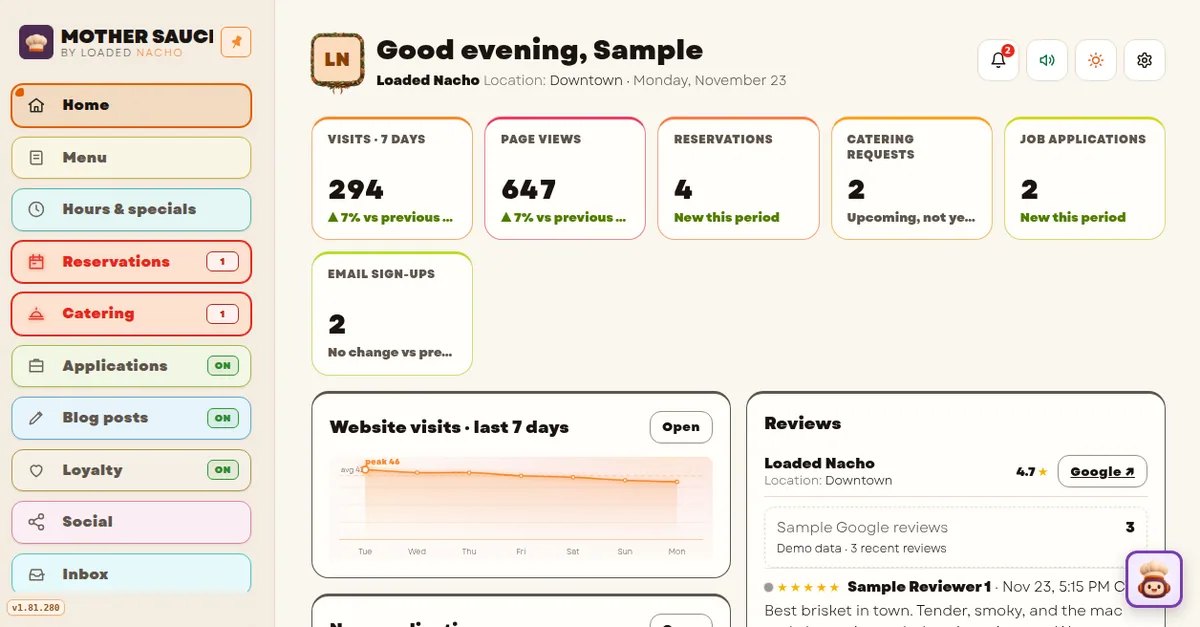 MOTHER SAUC
BY LOADED NACHO
Home
Menu
Hours & specials
Reservations 1
Catering 1
Applications ON
Blog posts ON
Loyalty ON
Social
Inbox
v1.81.280
LN
Good evening, Sample
Loaded Nacho Location: Downtown · Monday, November 23
2
VISITS · 7 DAYS
294
▲ 7% vs previous ...
PAGE VIEWS
647
▲ 7% vs previous ...
RESERVATIONS
4
New this period
CATERING
REQUESTS
2
Upcoming, not ye...
JOB APPLICATIONS
2
New this period
EMAIL SIGN-UPS
2
No change vs pre...
Website visits · last 7 days Open
peak 46
avg
Tue Wed Thu Fri Sat Sun Mon
Reviews
Loaded Nacho
Location: Downtown
4.7 ★ Google ↗
Sample Google reviews 3
Demo data · 3 recent reviews
★★★★★ Sample Reviewer 1 · Nov 23, 5:15 PM C
Best brisket in town. Tender, smoky, and the mac